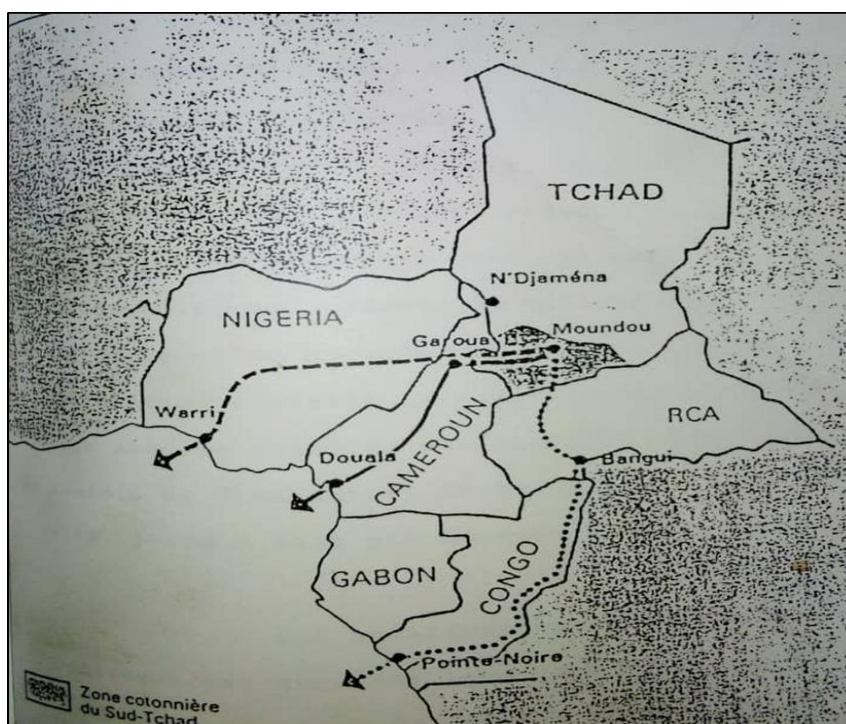 TCHAD
N'Djaména
NIGERIA
Garoua
Moundou
Warri
RCA
Douala
CAMEROUN
Bangui
GABON
CONGO
Pointe-Noire
Zone cotonnière
du Sud-Tchad